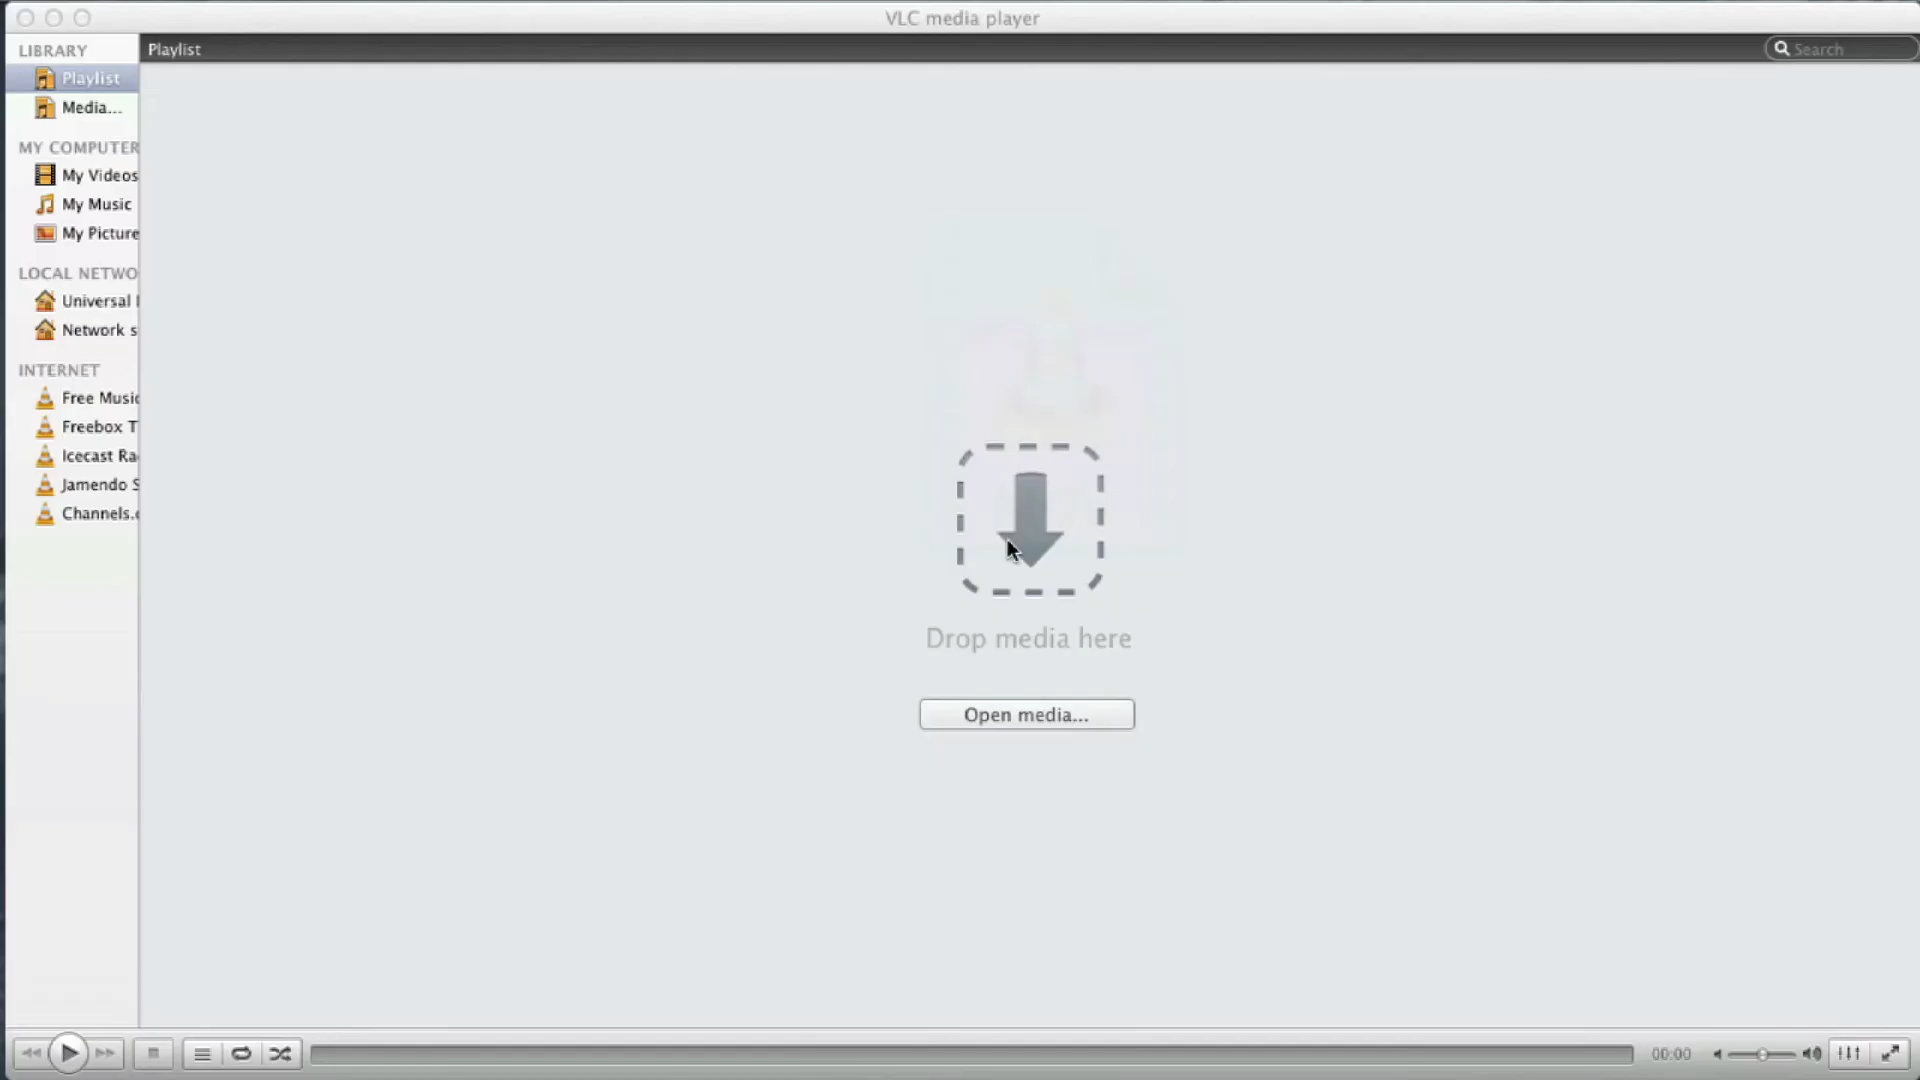 VLC media player
LIBRARY
Playlist
Search
Playlist
Media...
MY COMPUTER
My Videos
My Music
My Picture
LOCAL NETWO
Universal
Network s
INTERNET
Free Music
Freebox T
Icecast Ra
Jamendo S
Channels.c
Drop media here
Open media...
00:00